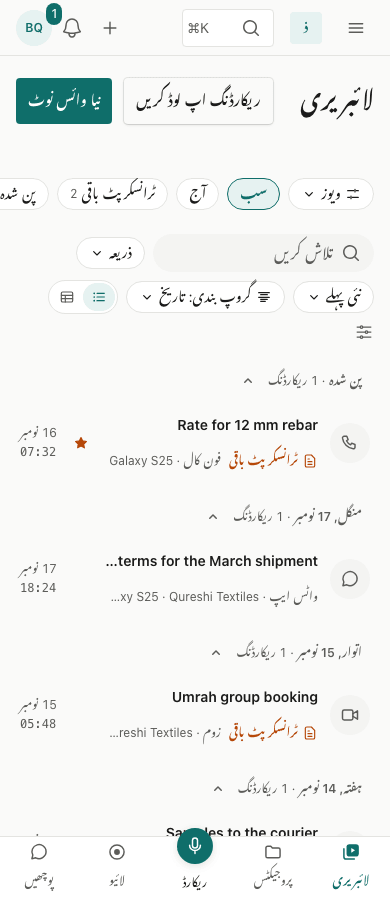 ذ
⌘K
1
BQ
لائبریری
ریکارڈنگ اپ لوڈ کریں
نیا وائس نوٹ
ویوز
سب
آج
ٹرانسکرپٹ باقی 2
پن شدہ
تلاش کریں
ذریعہ
نئی پہلے
گروپ بندی: تاریخ
پن شدہ · 1 ریکارڈنگ
Rate for 12 mm rebar
16 نومبر
ٹرانسکرپٹ باقی فون کال · Galaxy S25
07:32
منگل, 17 نومبر · 1 ریکارڈنگ
...terms for the March shipment
17 نومبر
18:24
واٹس ایپ · xy S25 · Qureshi Textiles...
اتوار, 15 نومبر · 1 ریکارڈنگ
Umrah group booking
15 نومبر
05:48
ٹرانسکرپٹ باقی زوم · reshi Textiles...
ہفتہ, 14 نومبر · 1 ریکارڈنگ
to the courier
لائبریری
پروجیکٹس
ریکارڈ
لائیو
پوچھیں